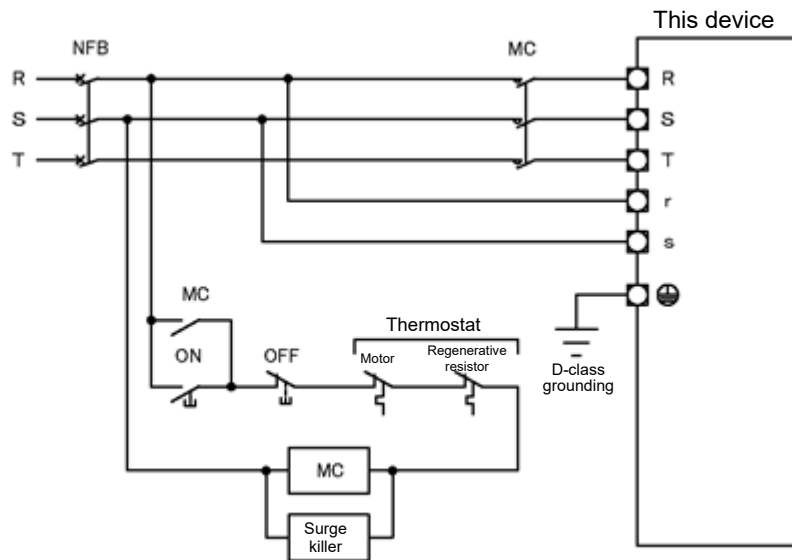 This device
NFB
MC
R
R
S
S
T
T
r
s
MC
Thermostat
ON
OFF
Motor
Regenerative
resistor
D-class
grounding
MC
Surge
killer